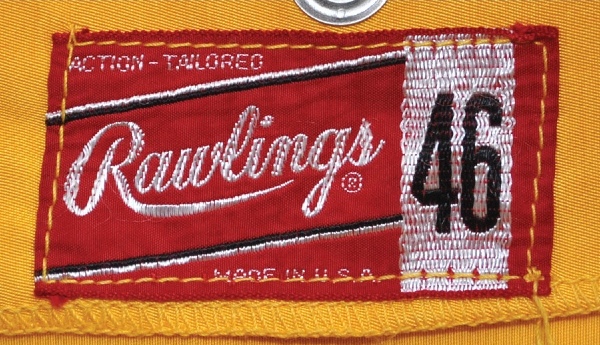 ACTION - TAILORED
Rawlings®
46
MADE IN U.S.A.